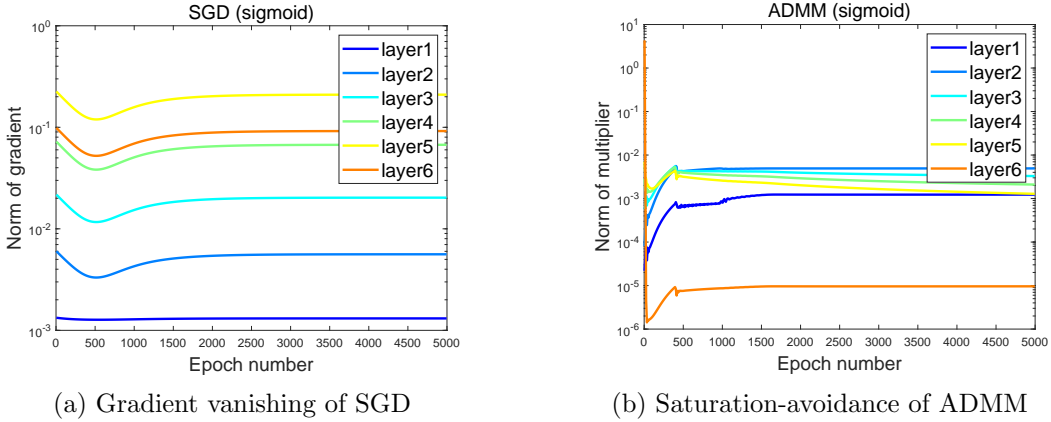 SGD (sigmoid)
10^0
10^-1
10^-2
10^-3
Norm of gradient
layer1
layer2
layer3
layer4
layer5
layer6
0 500 1000 1500 2000 2500 3000 3500 4000 4500 5000
Epoch number
(a) Gradient vanishing of SGD
ADMM (sigmoid)
10^1
10^0
10^-1
10^-2
10^-3
10^-4
10^-5
10^-6
Norm of multiplier
layer1
layer2
layer3
layer4
layer5
layer6
0 500 1000 1500 2000 2500 3000 3500 4000 4500 5000
Epoch number
(b) Saturation-avoidance of ADMM